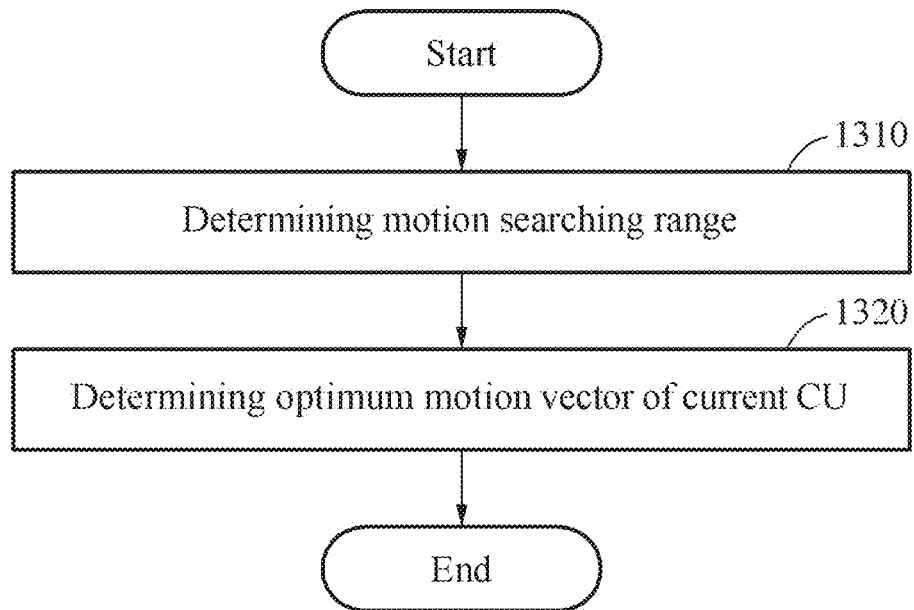 Start
1310
Determining motion searching range
1320
Determining optimum motion vector of current CU
End